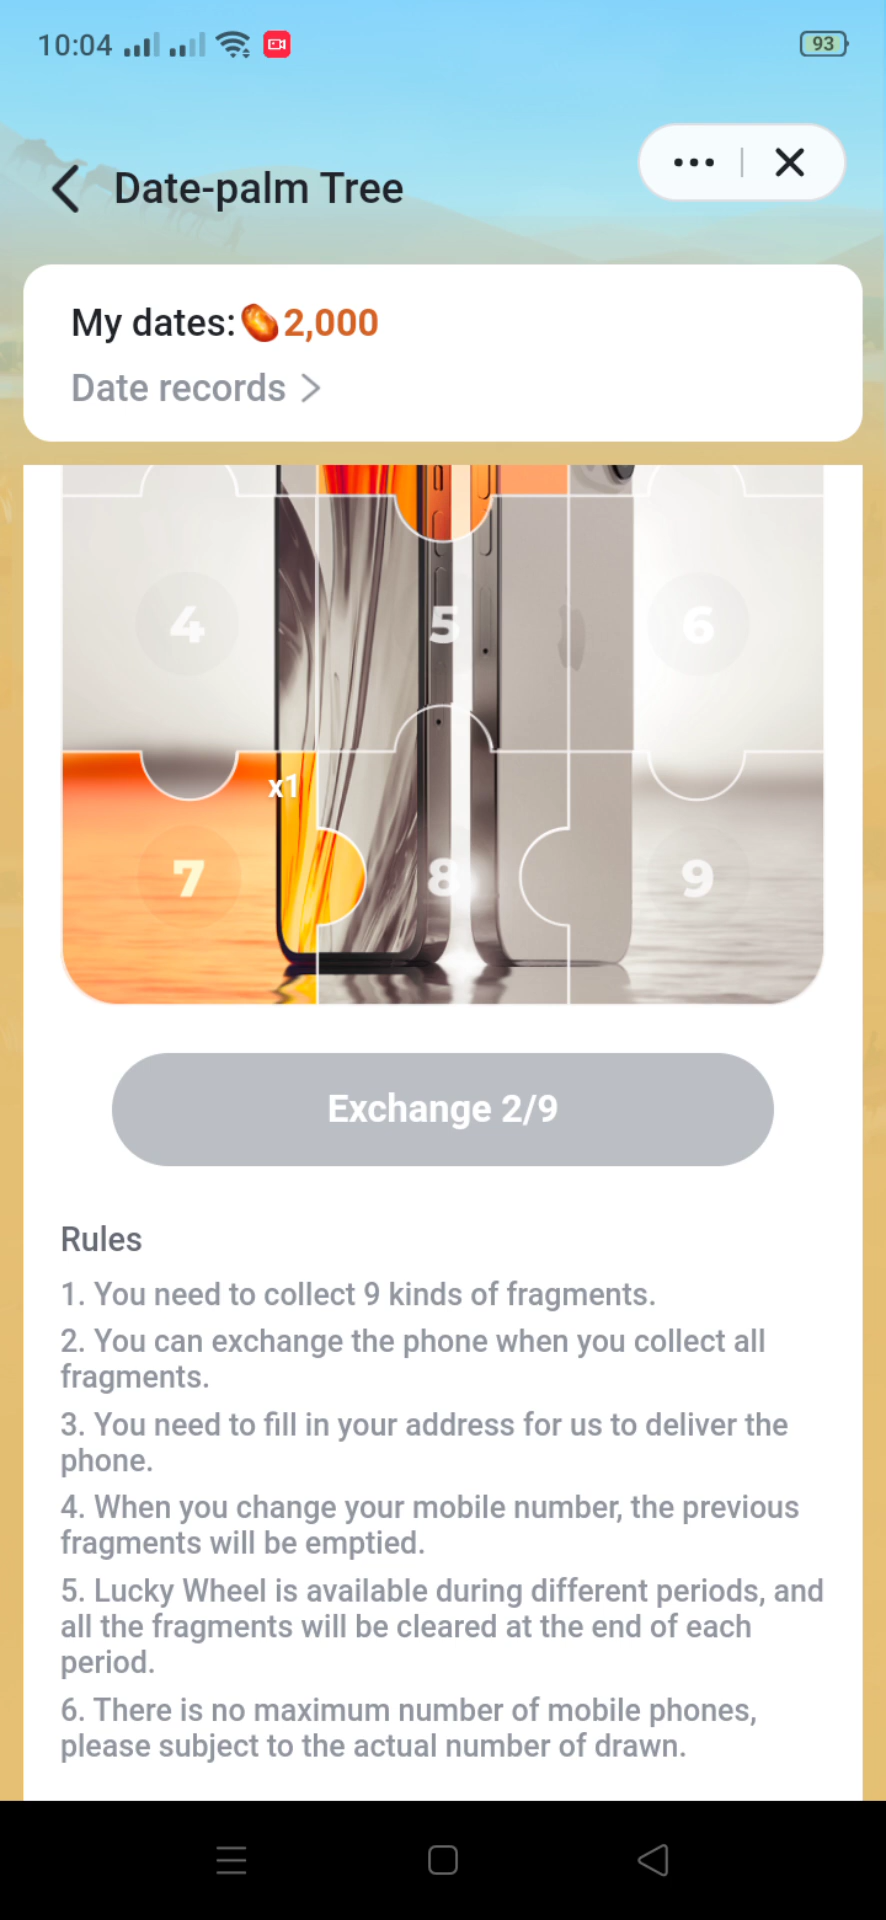 10:04
93
Date-palm Tree
My dates: 2,000
Date records
4
5
6
x1
7
8
9
Exchange 2/9
Rules
1. You need to collect 9 kinds of fragments.
2. You can exchange the phone when you collect all
fragments.
3. You need to fill in your address for us to deliver the
phone.
4. When you change your mobile number, the previous
fragments will be emptied.
5. Lucky Wheel is available during different periods, and
all the fragments will be cleared at the end of each
period.
6. There is no maximum number of mobile phones,
please subject to the actual number of drawn.